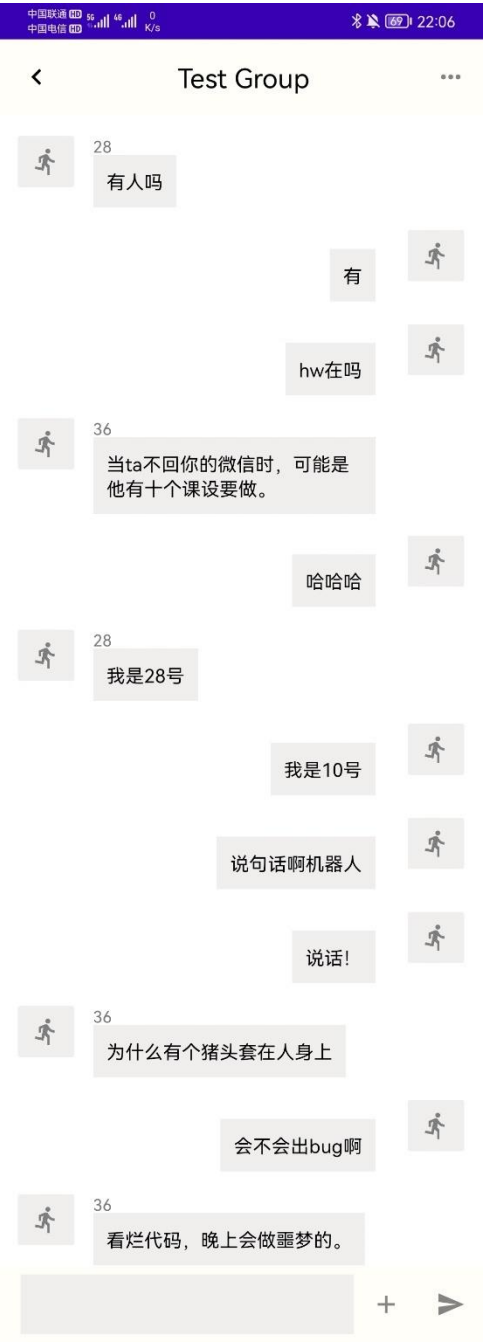 中国联通 HD 5G 4G 0 69 22:06
中国电信 HD K/s
Test Group
28
有人吗
有
hw在吗
36
当ta不回你的微信时，可能是
他有十个课设要做。
哈哈哈
28
我是28号
我是10号
说句话啊机器人
说话！
36
为什么有个猪头套在人身上
会不会出bug啊
36
看烂代码，晚上会做噩梦的。